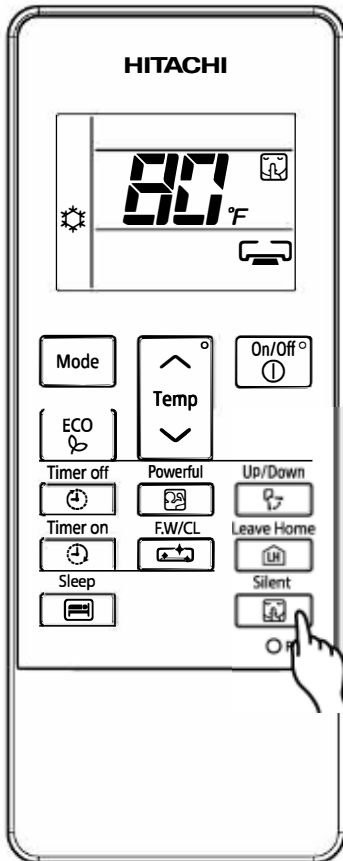 HITACHI
80 °F
Mode
Temp
On/Off
ECO
Timer off Powerful Up/Down
Timer on F.W/CL Leave Home
LH
Sleep Silent